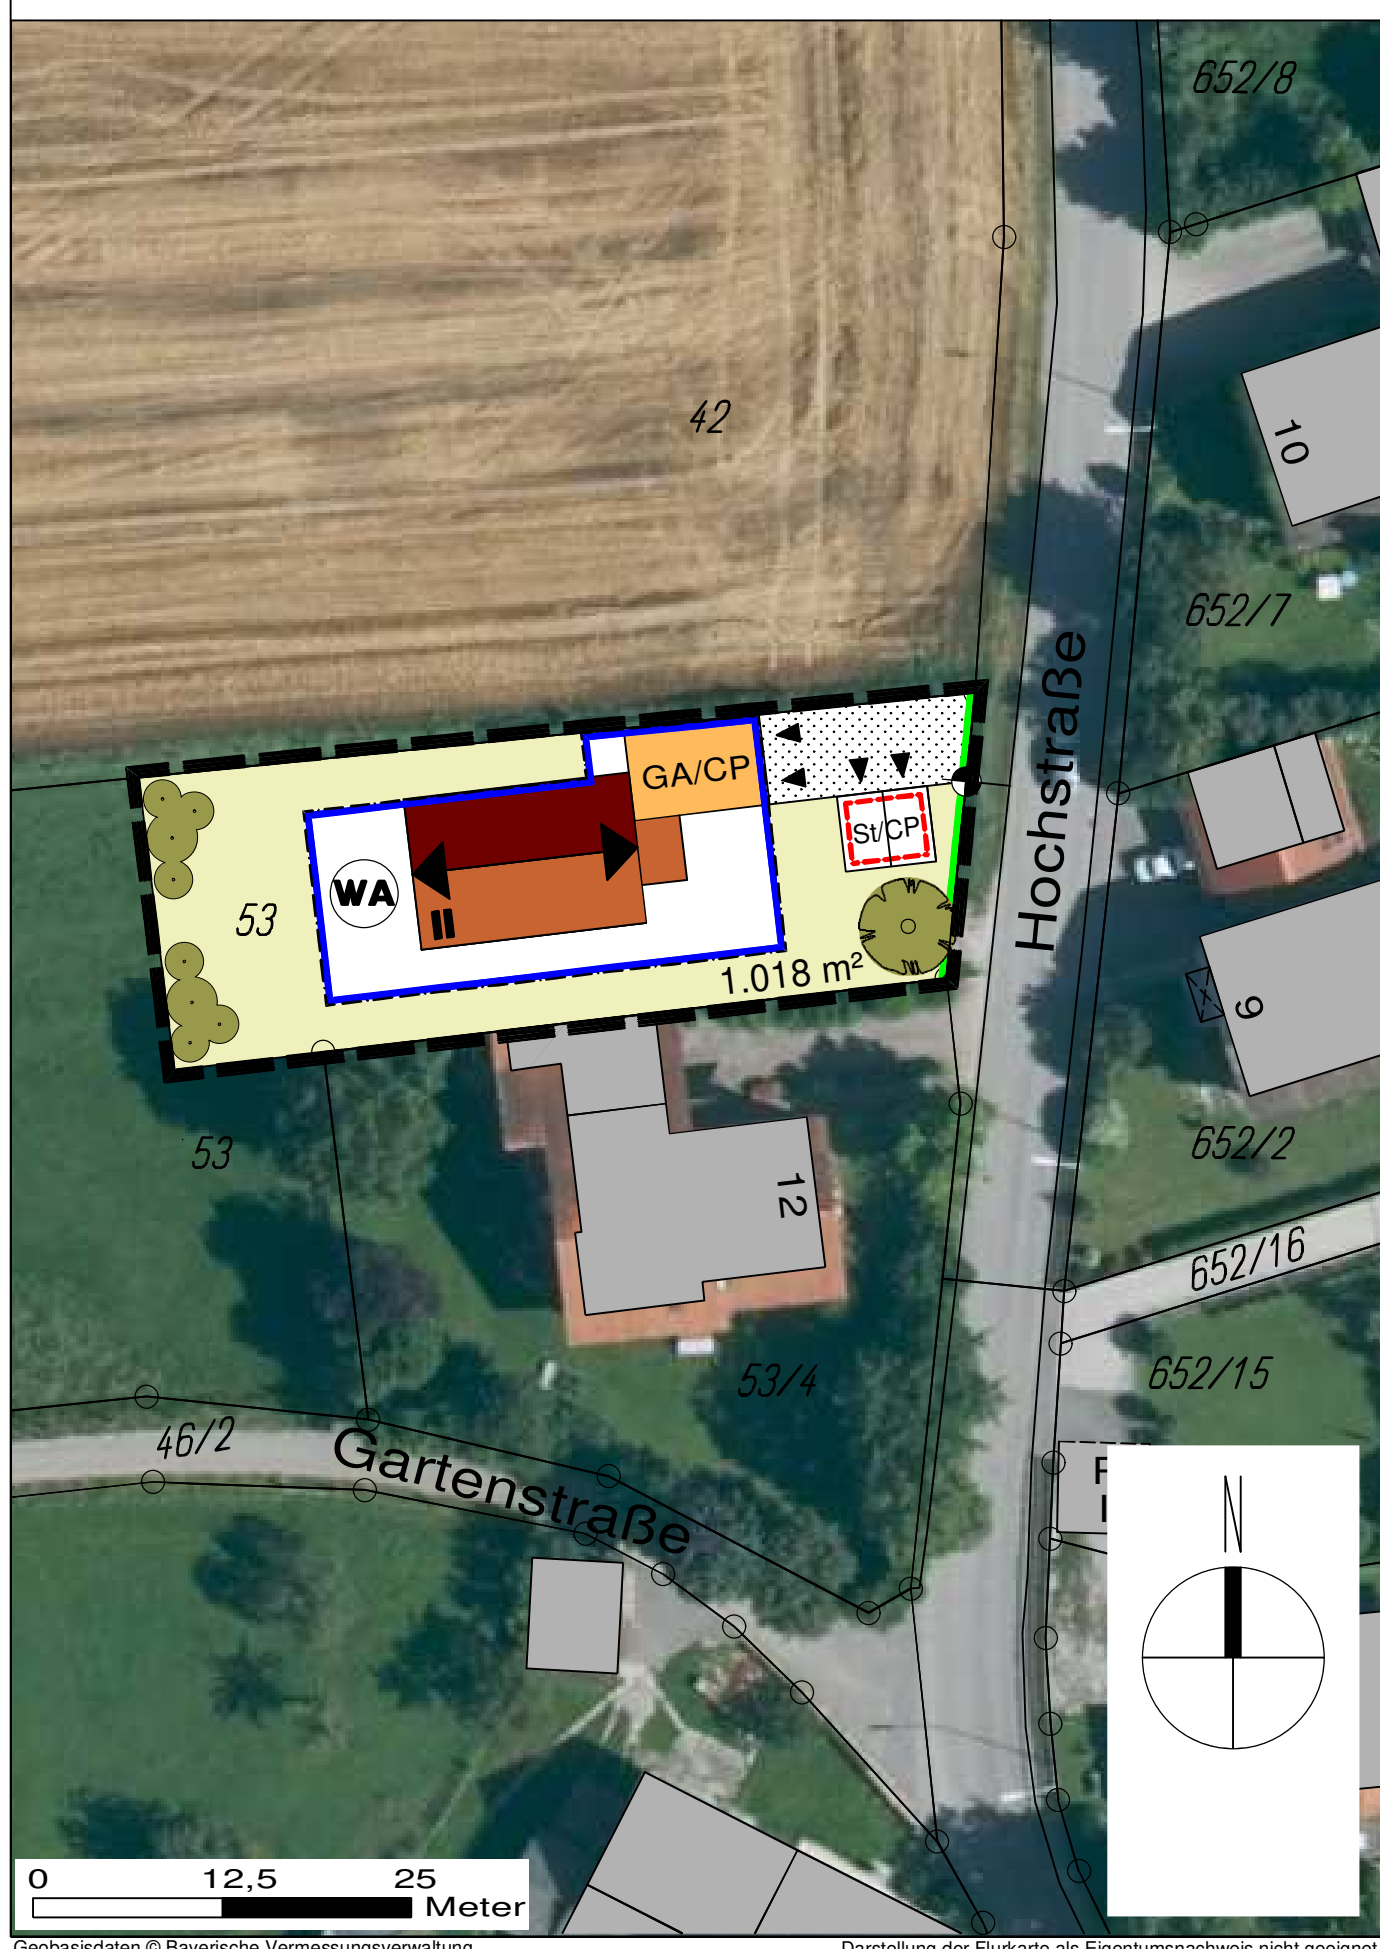 652/8
42
10
652/7
Hochstraße
GA/CP
St/CP
WA
53
II
1.018 m²
9
53
652/2
12
652/16
53/4
652/15
46/2
Gartenstraße
N
0 12,5 25
Meter
Geobasisdaten © Bayerische Vermessungsverwaltung
Darstellung der Flurkarte als Eigentumsnachweis nicht geeignet